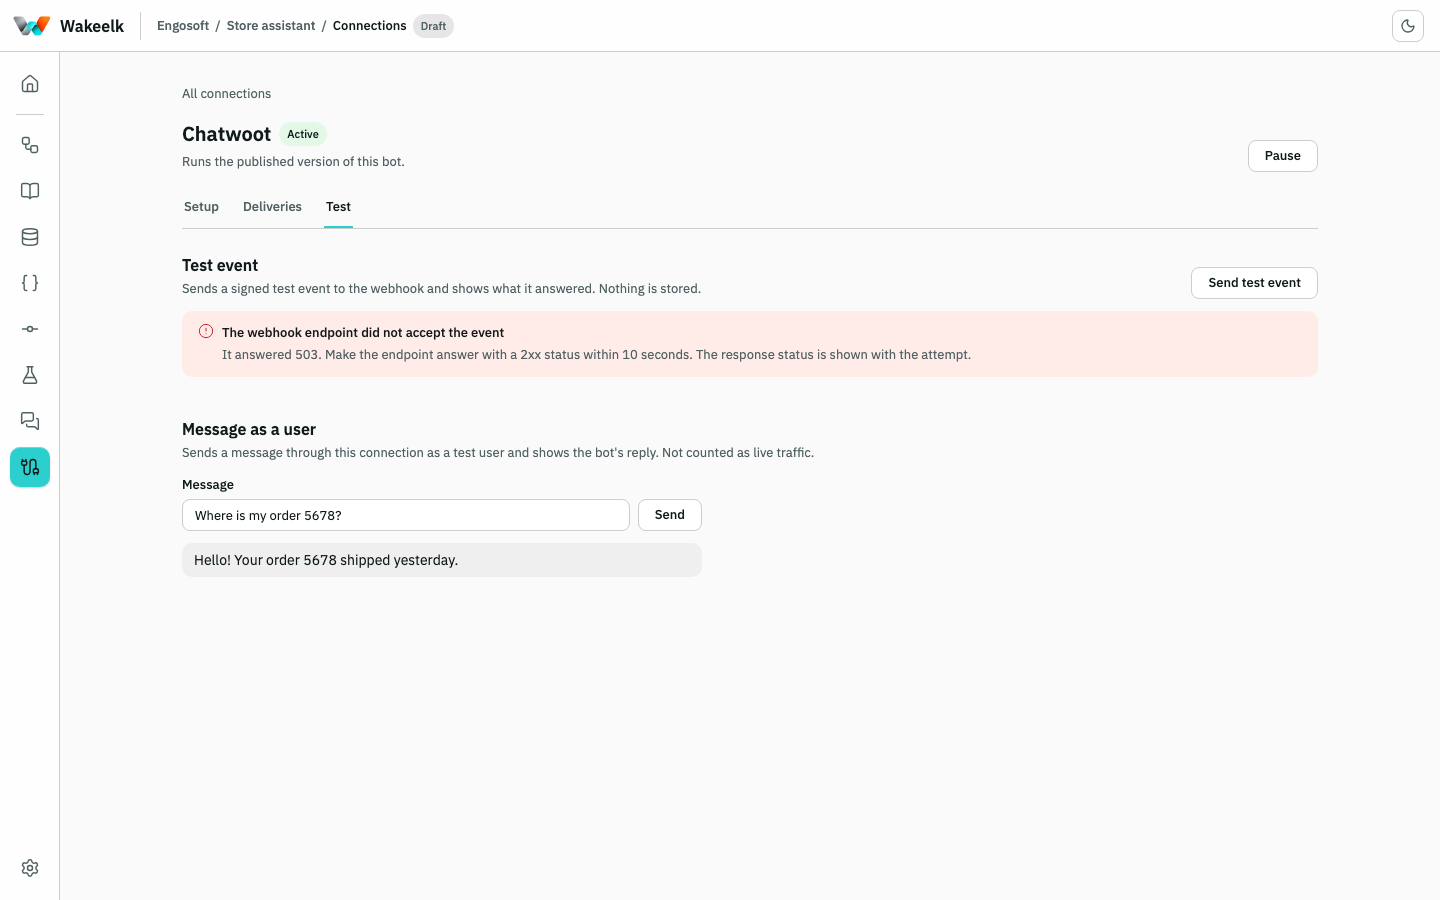 Wakeelk
Engosoft / Store assistant / Connections Draft
All connections
Chatwoot Active
Runs the published version of this bot.
Pause
Setup Deliveries Test
Test event
Sends a signed test event to the webhook and shows what it answered. Nothing is stored.
Send test event
The webhook endpoint did not accept the event
It answered 503. Make the endpoint answer with a 2xx status within 10 seconds. The response status is shown with the attempt.
Message as a user
Sends a message through this connection as a test user and shows the bot's reply. Not counted as live traffic.
Message
Where is my order 5678?
Send
Hello! Your order 5678 shipped yesterday.